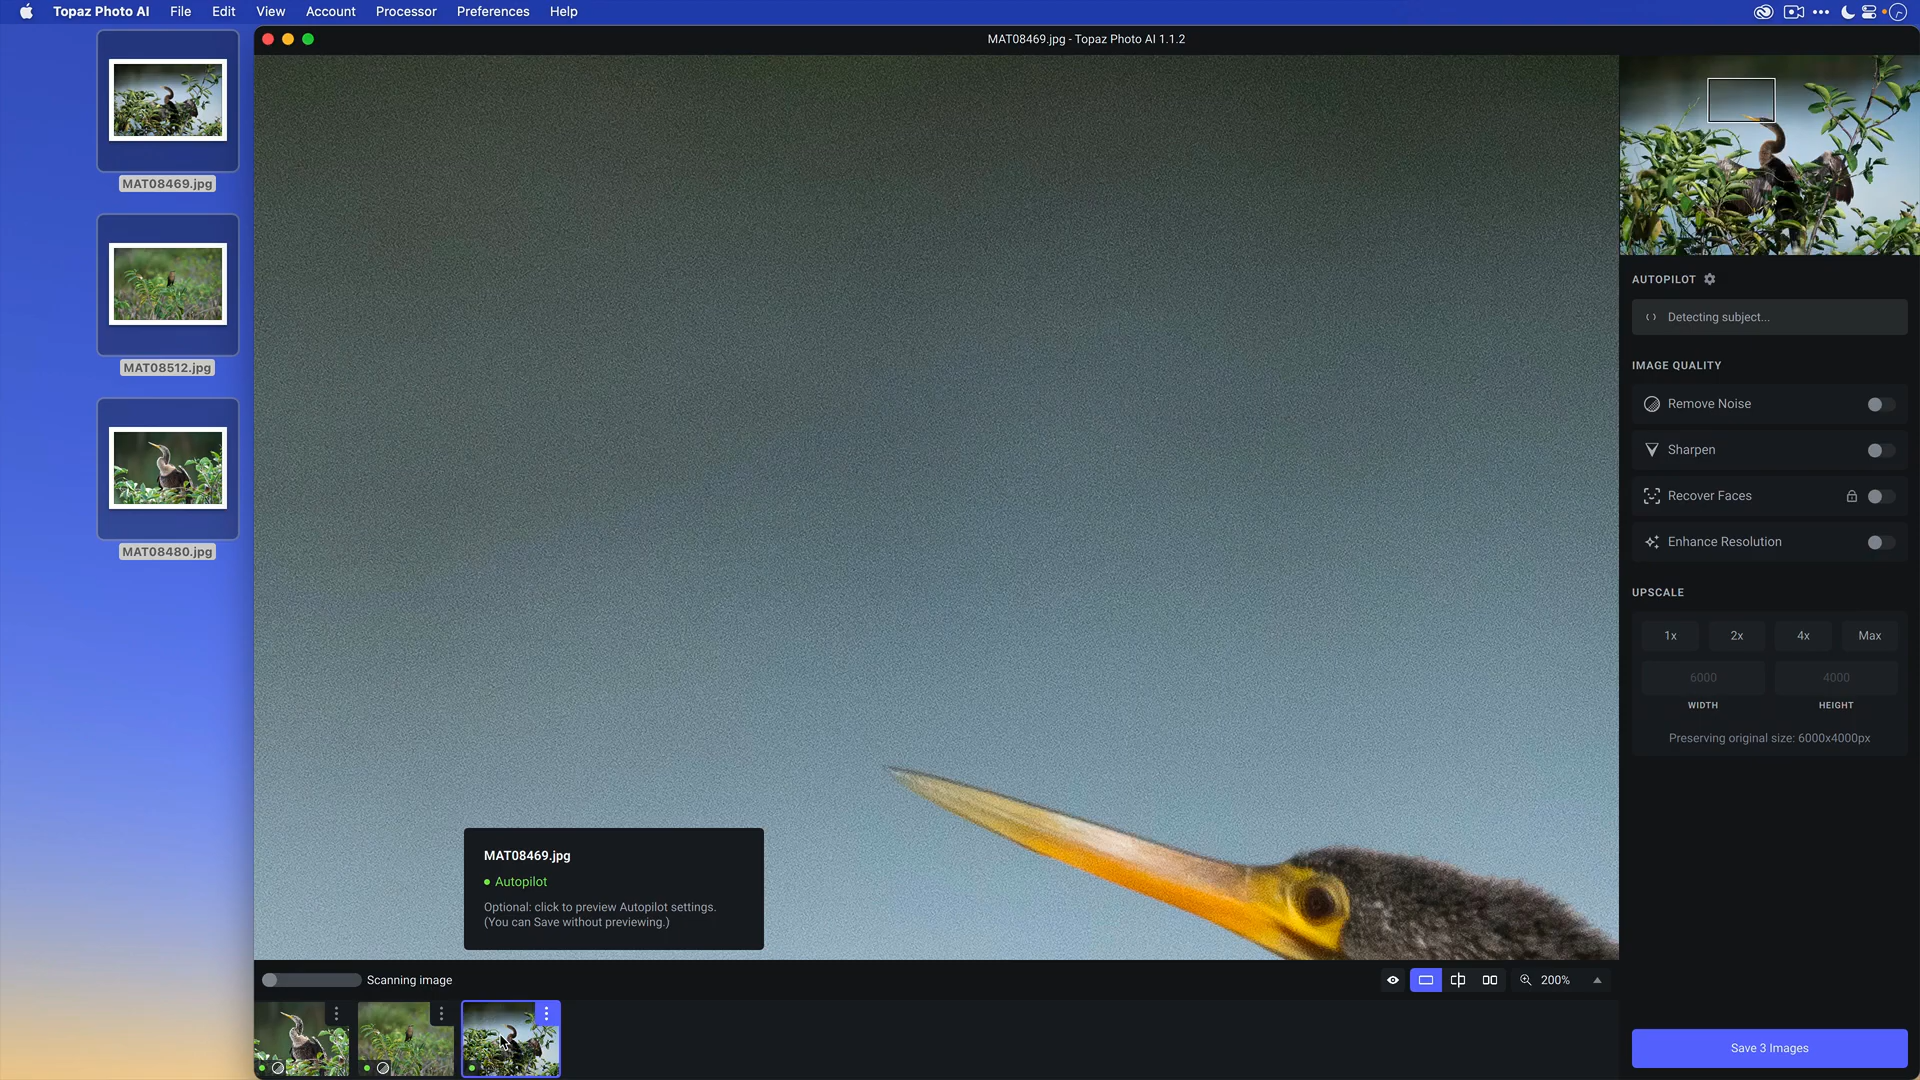 Topaz Photo AI File Edit View Account Processor Preferences Help
MAT08469.jpg - Topaz Photo AI 1.1.2
MAT08469.jpg
MAT08512.jpg
MAT08480.jpg
AUTOPILOT
Detecting subject...
IMAGE QUALITY
Remove Noise
Sharpen
Recover Faces
Enhance Resolution
UPSCALE
1x 2x 4x Max
6000 4000
WIDTH HEIGHT
Preserving original size: 6000x4000px
MAT08469.jpg
Autopilot
Optional: click to preview Autopilot settings.
(You can Save without previewing.)
Scanning image
200%
Save 3 Images